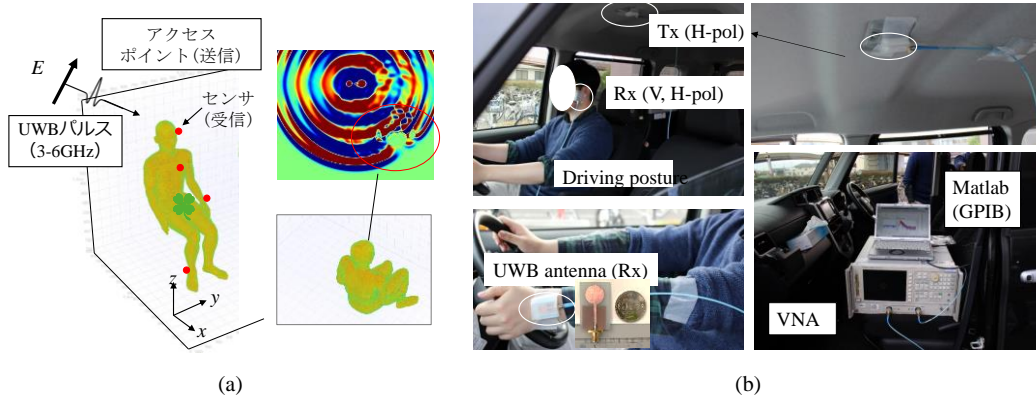 アクセス
ポイント(送信)
E
センサ
(受信)
UWBパルス
(3-6GHz)
z
y
x
(a)
Tx (H-pol)
Rx (V, H-pol)
Driving posture
UWB antenna (Rx)
Matlab
(GPIB)
VNA
(b)